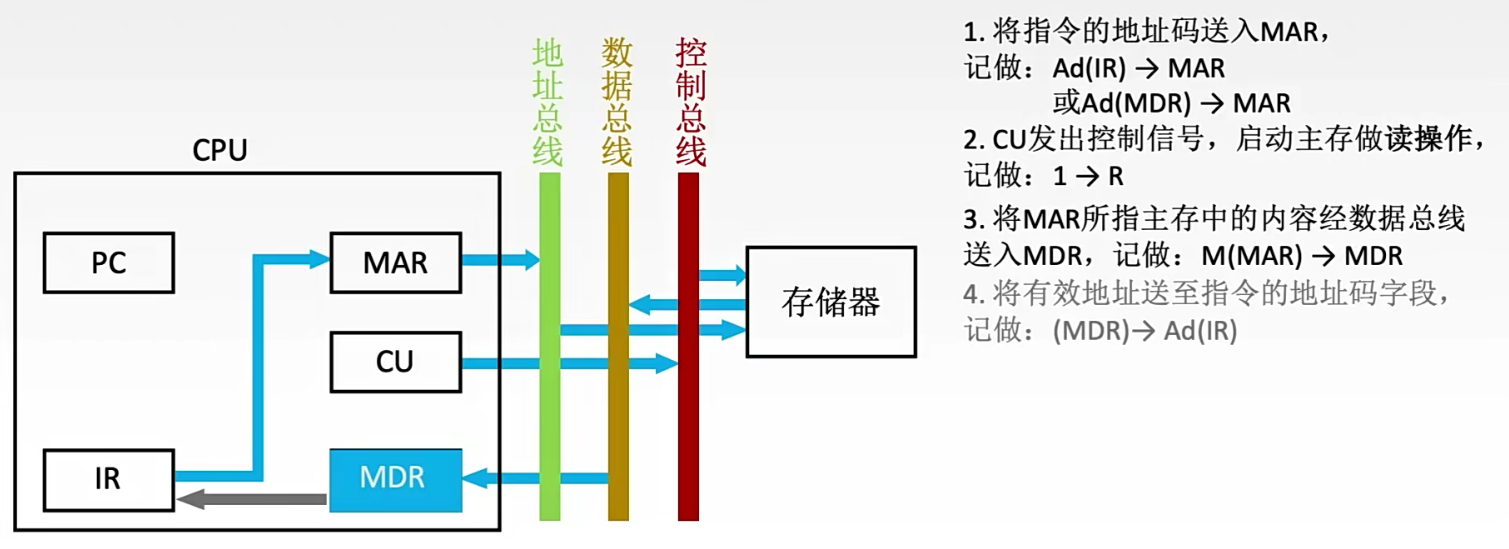 地址总线
数据总线
控制总线
CPU
PC
MAR
CU
IR
MDR
存储器
1. 将指令的地址码送入MAR，
记做：Ad(IR) → MAR
或Ad(MDR) → MAR
2. CU发出控制信号，启动主存做读操作，
记做：1 → R
3. 将MAR所指主存中的内容经数据总线
送入MDR，记做：M(MAR) → MDR
4. 将有效地址送至指令的地址码字段，
记做：(MDR)→ Ad(IR)